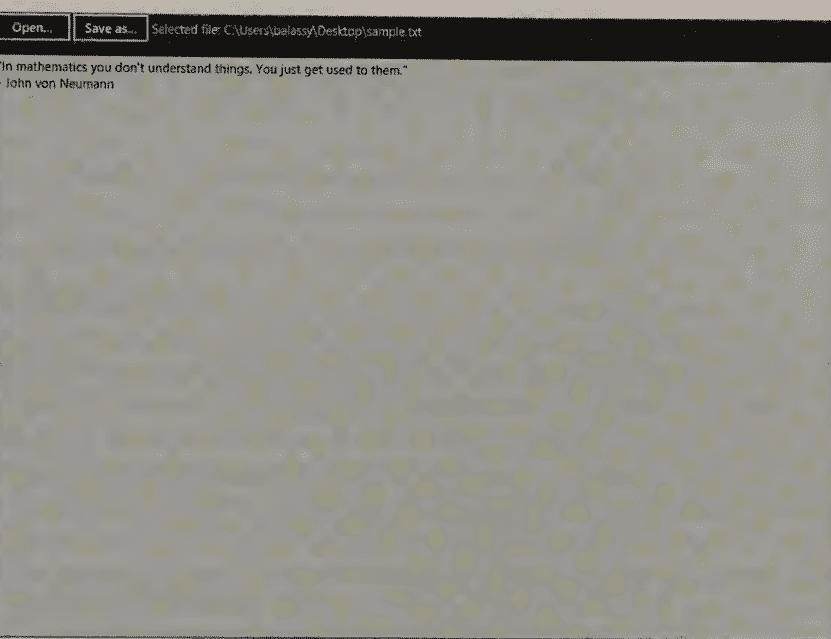 Open... Save as... Selected file: C:\Users\balassy\Desktop\sample.txt
"In mathematics you don't understand things. You just get used to them."
- John von Neumann